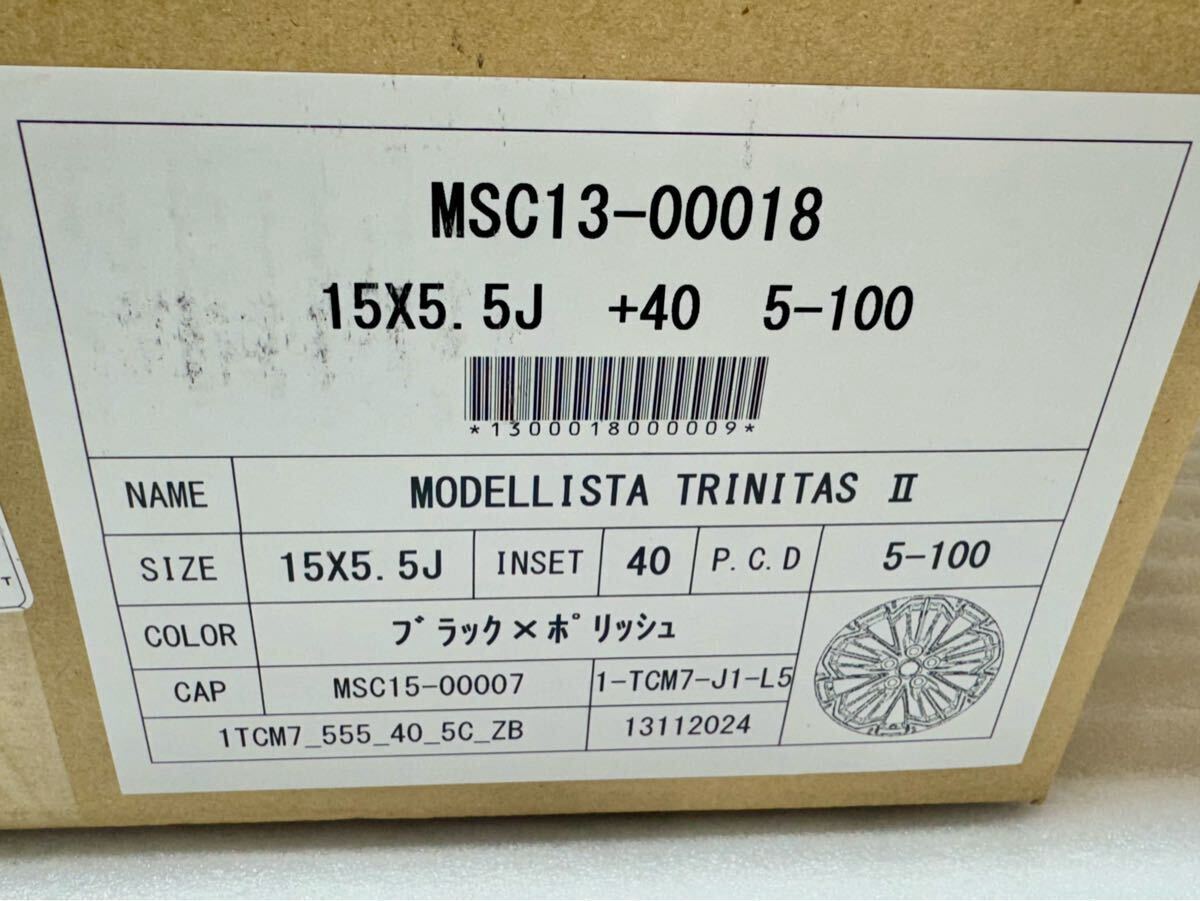 MSC13-00018
15X5.5J +40 5-100
*1300018000009*
NAME MODELLISTA TRINITAS Ⅱ
SIZE 15X5.5J INSET 40 P.C.D 5-100
COLOR ブラック×ポリッシュ
CAP MSC15-00007 1-TCM7-J1-L5
1TCM7_555_40_5C_ZB 13112024
T